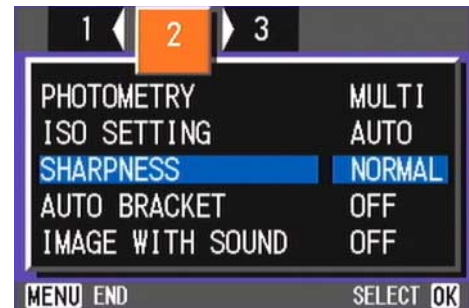 1 2 3
PHOTOMETRY MULTI
ISO SETTING AUTO
SHARPNESS NORMAL
AUTO BRACKET OFF
IMAGE WITH SOUND OFF
MENU END SELECT OK